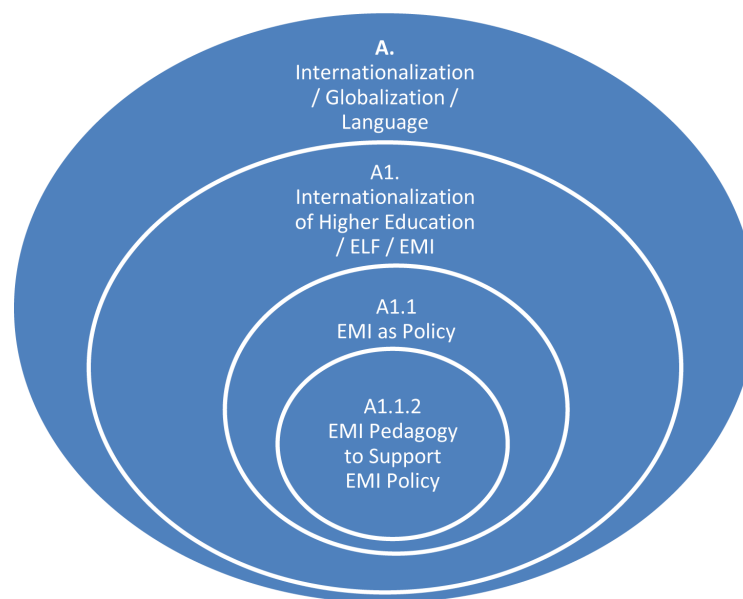 A.
Internationalization
/ Globalization /
Language
A1.
Internationalization
of Higher Education
/ ELF / EMI
A1.1
EMI as Policy
A1.1.2
EMI Pedagogy
to Support
EMI Policy